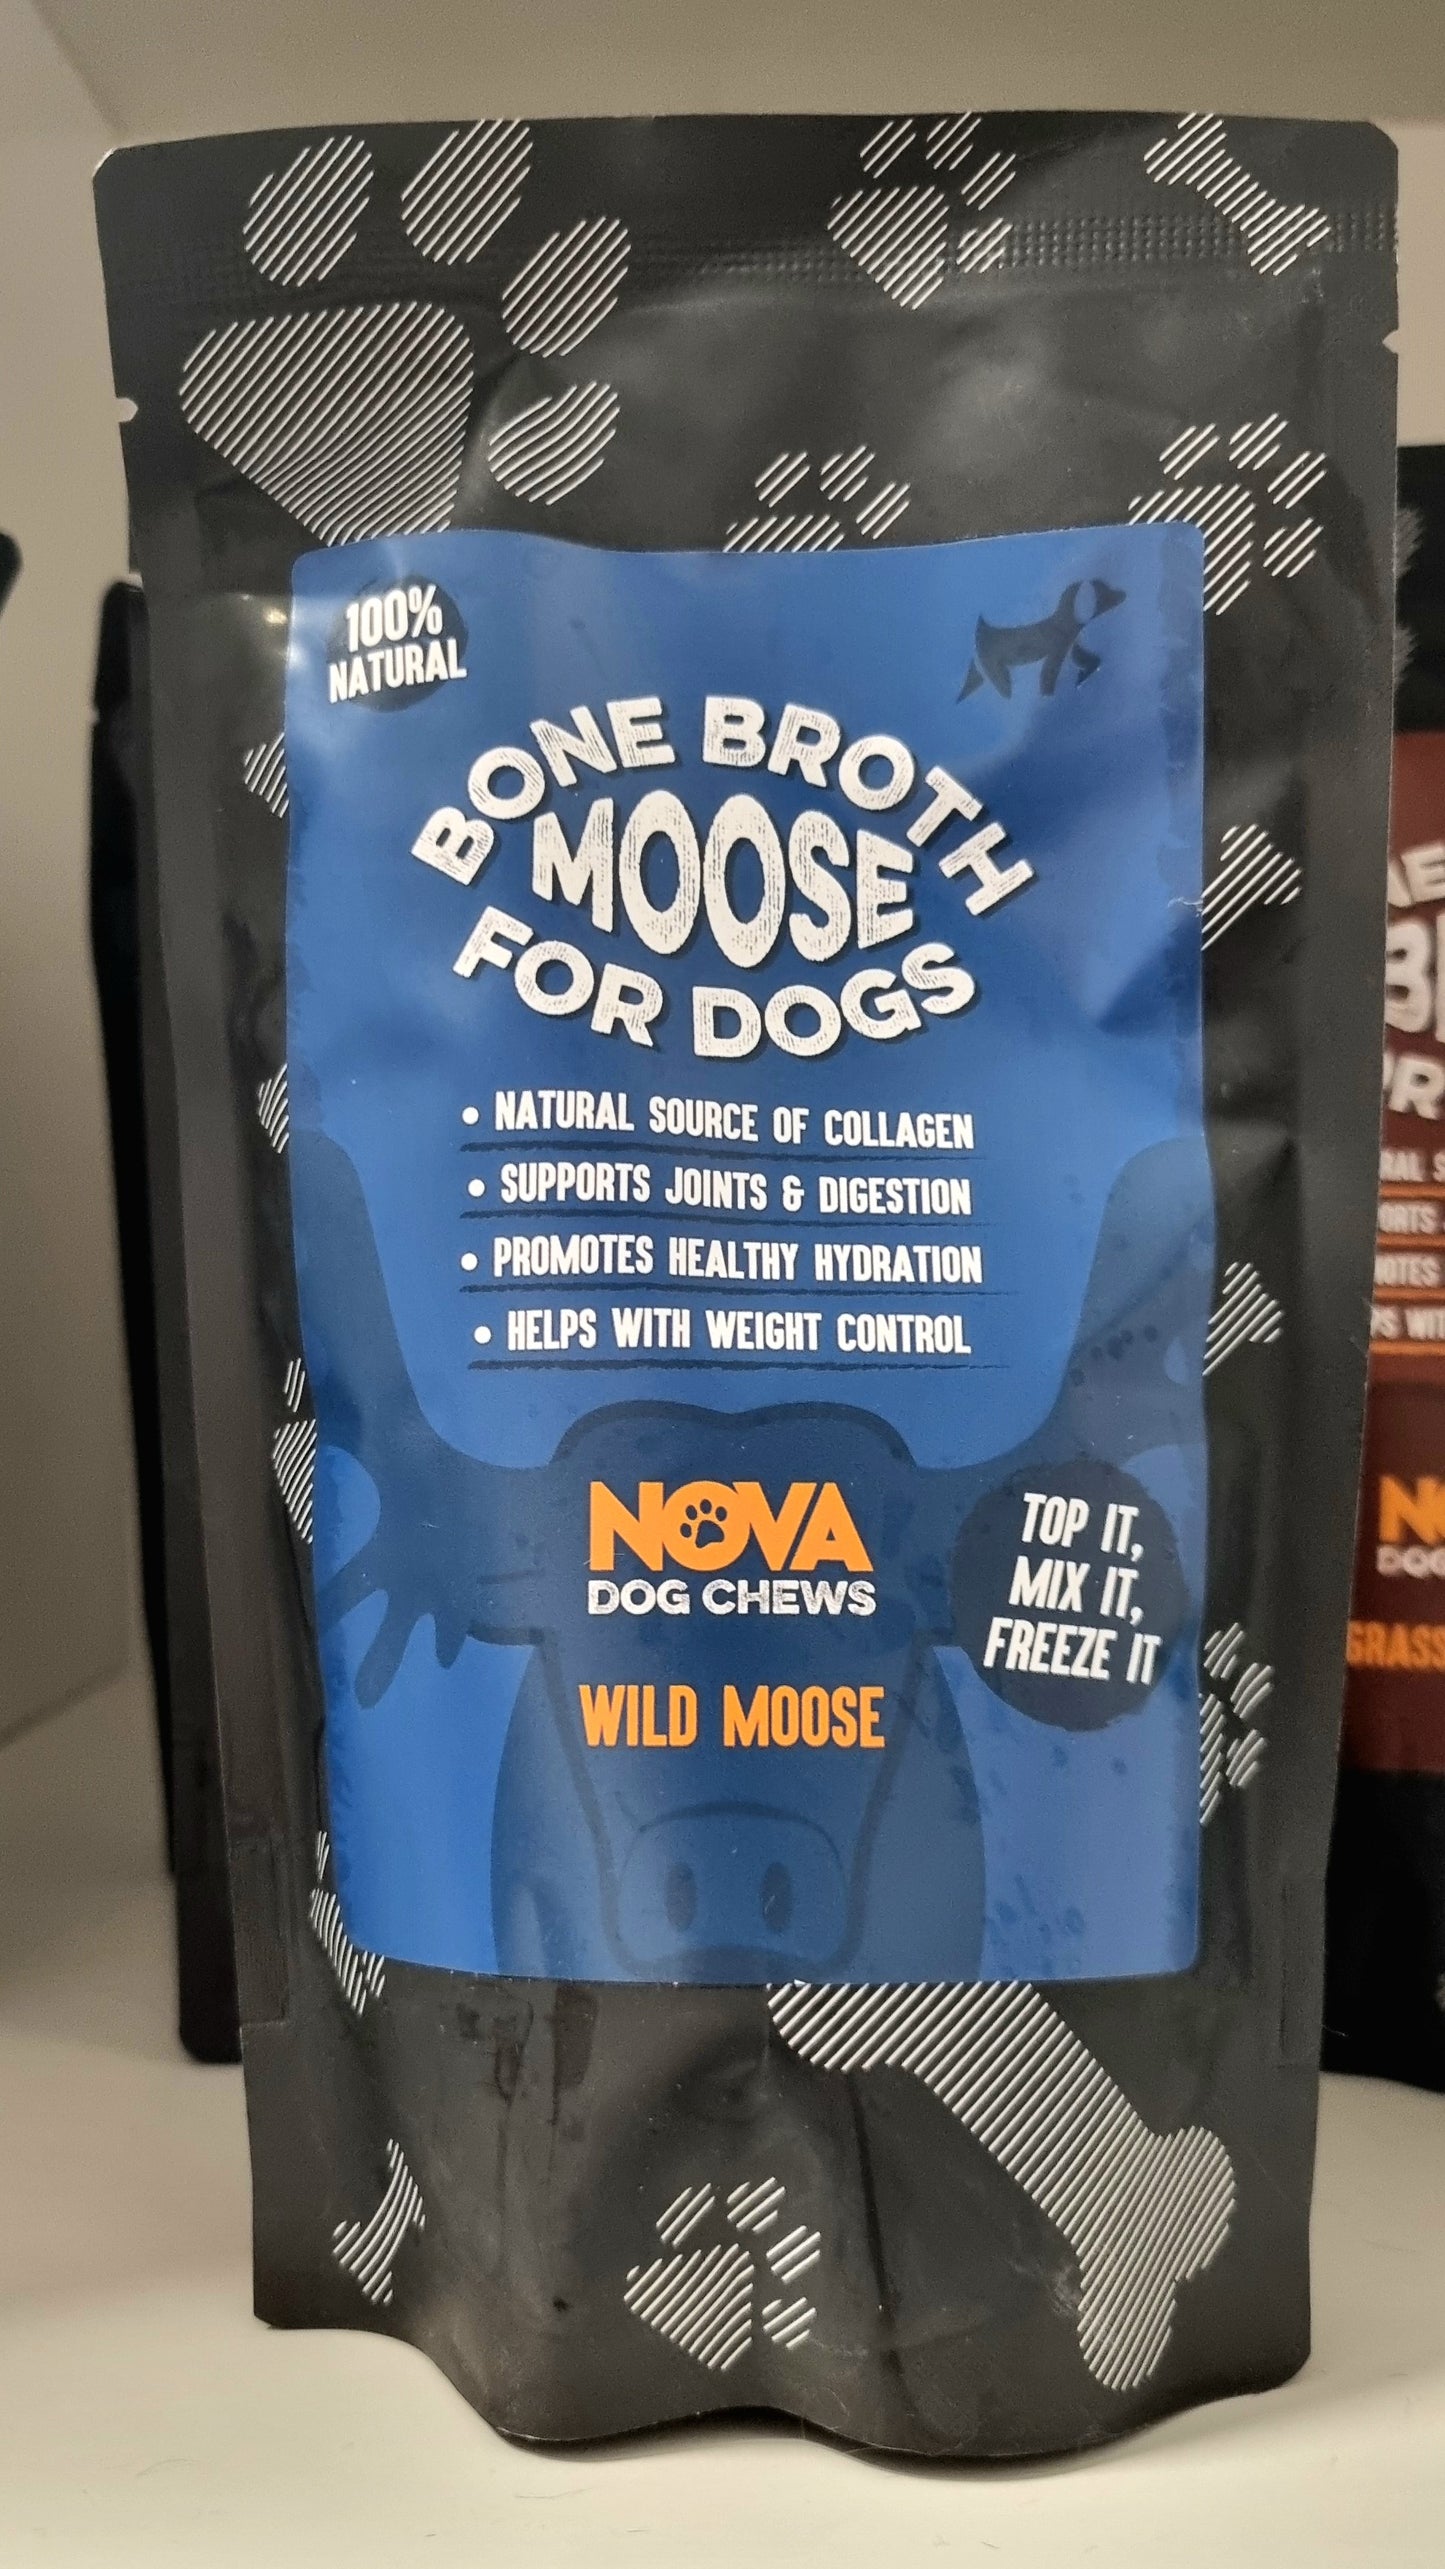 100%
NATURAL
BONE BROTH
MOOSE
FOR DOGS
• NATURAL SOURCE OF COLLAGEN
• SUPPORTS JOINTS & DIGESTION
• PROMOTES HEALTHY HYDRATION
• HELPS WITH WEIGHT CONTROL
NOVA
DOG CHEWS
TOP IT,
MIX IT,
FREEZE IT
WILD MOOSE